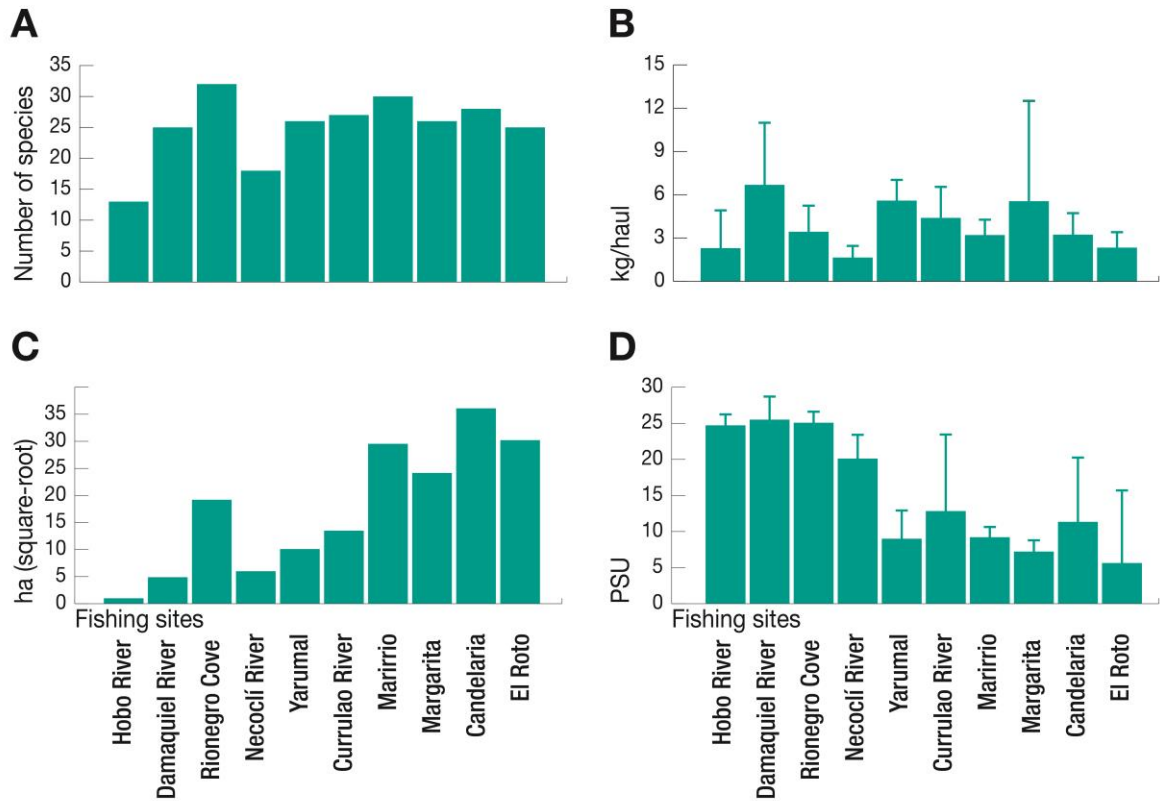 A
Number of species
35
30
25
20
15
10
5
0
B
kg/haul
15
12
9
6
3
0
C
ha (square-root)
35
30
25
20
15
10
5
0
Fishing sites
Hobo River
Damaquiel River
Rionegro Cove
Necoclí River
Yarumal
Currulao River
Marirrio
Margarita
Candelaria
El Roto
D
PSU
30
25
20
15
10
5
0
Fishing sites
Hobo River
Damaquiel River
Rionegro Cove
Necoclí River
Yarumal
Currulao River
Marirrio
Margarita
Candelaria
El Roto